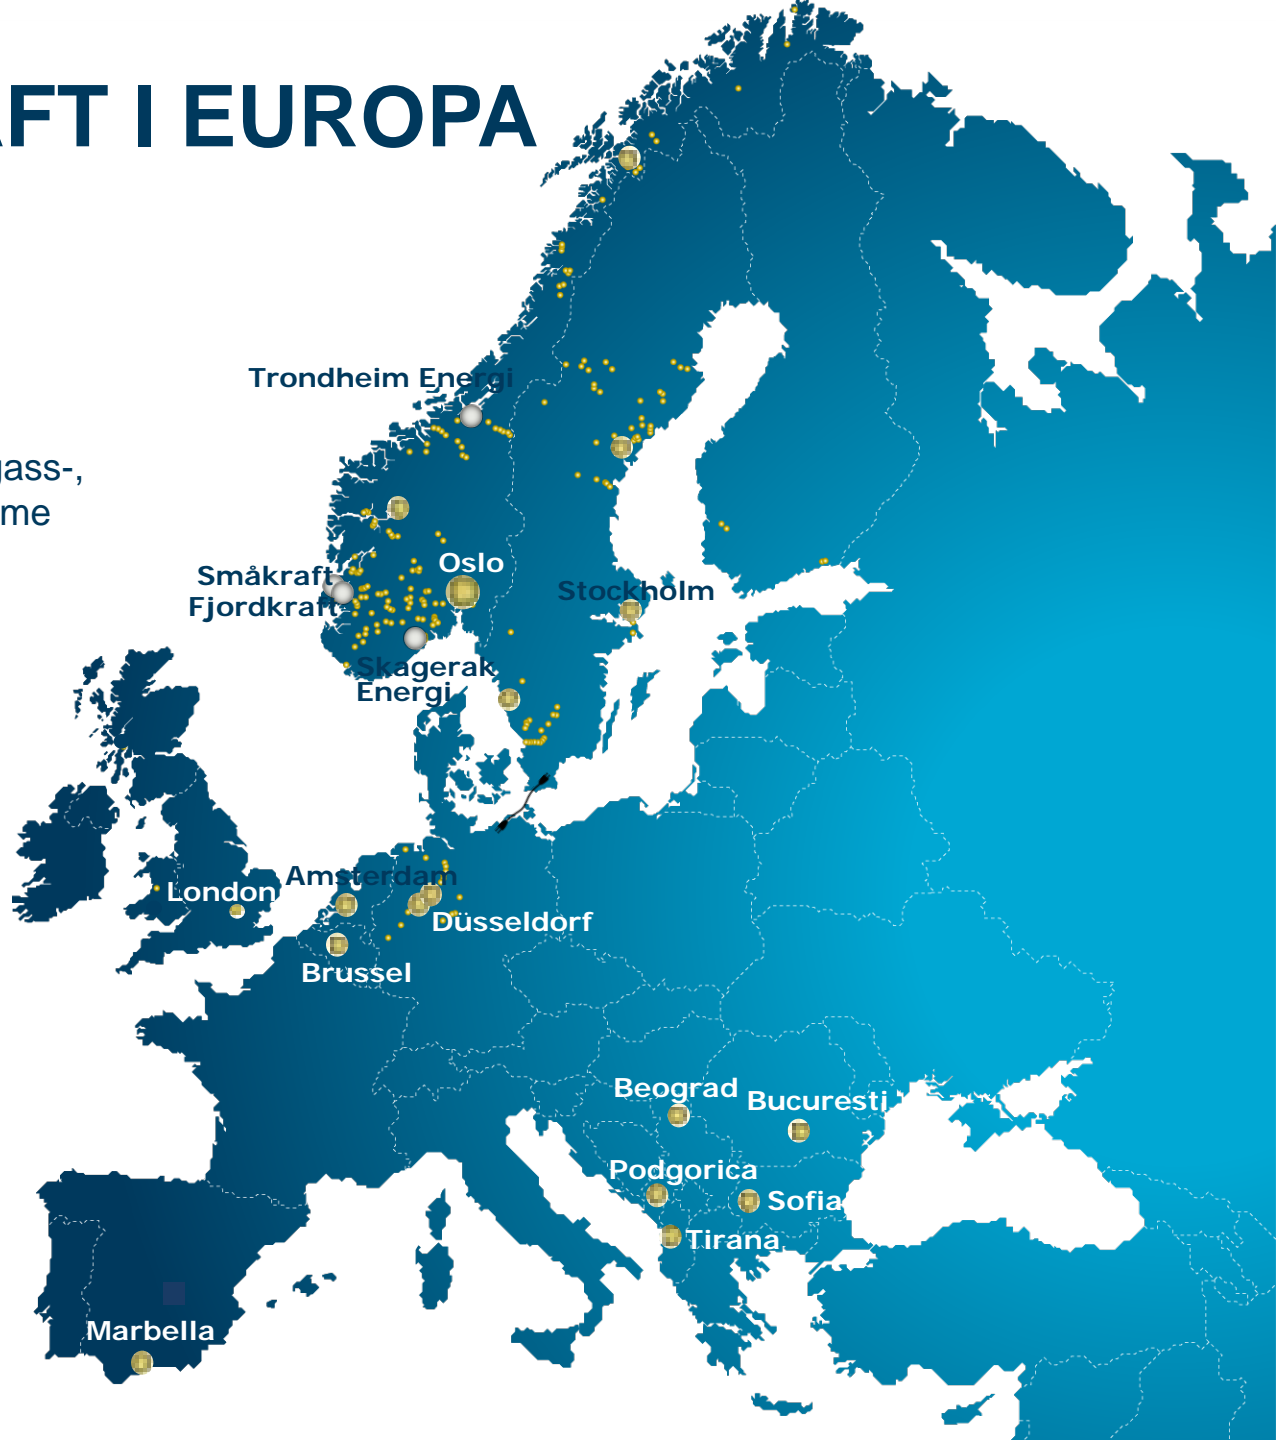 AFT I EUROPA
Trondheim Energi
gass-,
me
Småkraft
Fjordkraft
Oslo
Stockholm
Skagerak
Energi
Amsterdam
London
Düsseldorf
Brussel
Beograd
Bucuresti
Podgorica
Sofia
Tirana
Marbella